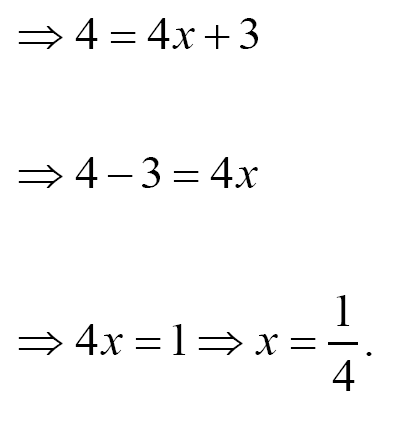 ⇒ 4 = 4x + 3
⇒ 4 − 3 = 4x
⇒ 4x = 1 ⇒ x = 1/4.